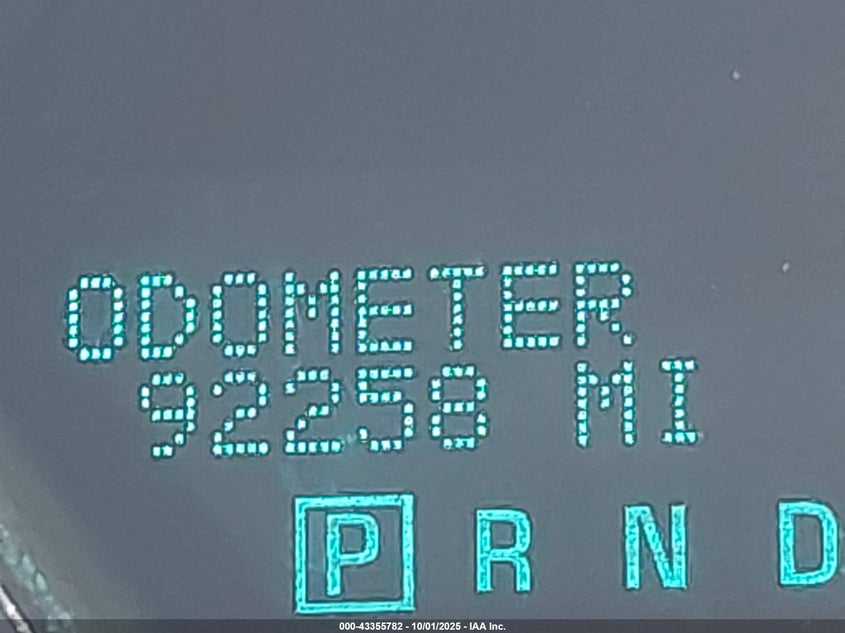 ODOMETER
92258 MI
P R N D
000-43355782 - 10/01/2025 - IAA Inc.